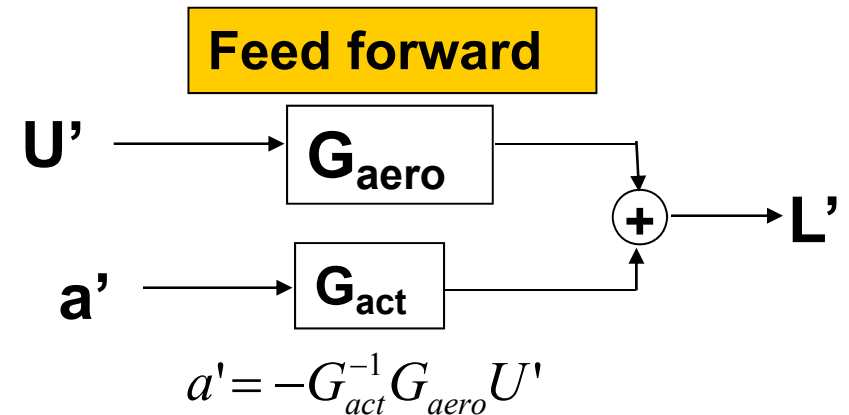 Feed forward
U’
G_aero
+
L’
a’
G_act
a' = −G_act^−1 G_aero U'